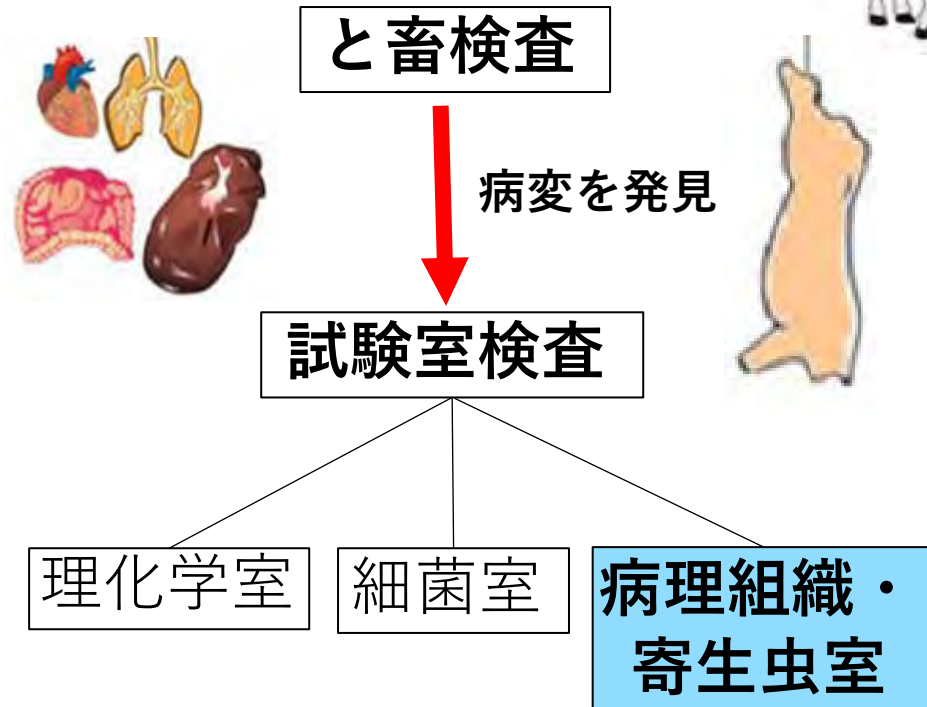 と畜検査
病変を発見
試験室検査
理化学室
細菌室
病理組織・
寄生虫室